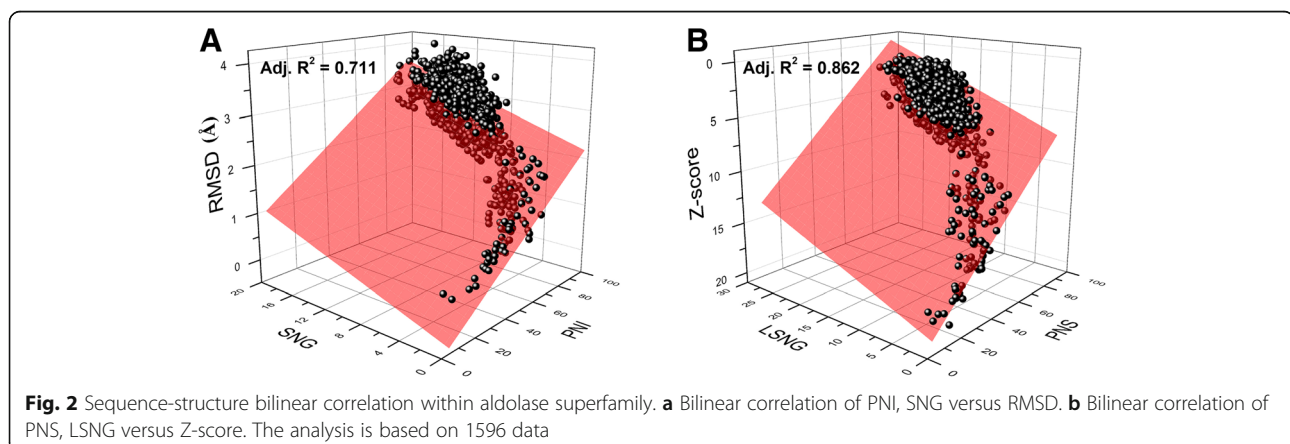 A
Adj. R² = 0.711
RMSD (Å)
4
3
2
1
0
20
16
12
8
4
0
SNG
0
20
40
60
80
100
PNI
B
Adj. R² = 0.862
Z-score
0
5
10
15
20
30
25
20
15
10
5
0
LSNG
0
20
40
60
80
100
PNS
Fig. 2 Sequence-structure bilinear correlation within aldolase superfamily. a Bilinear correlation of PNI, SNG versus RMSD. b Bilinear correlation of
PNS, LSNG versus Z-score. The analysis is based on 1596 data